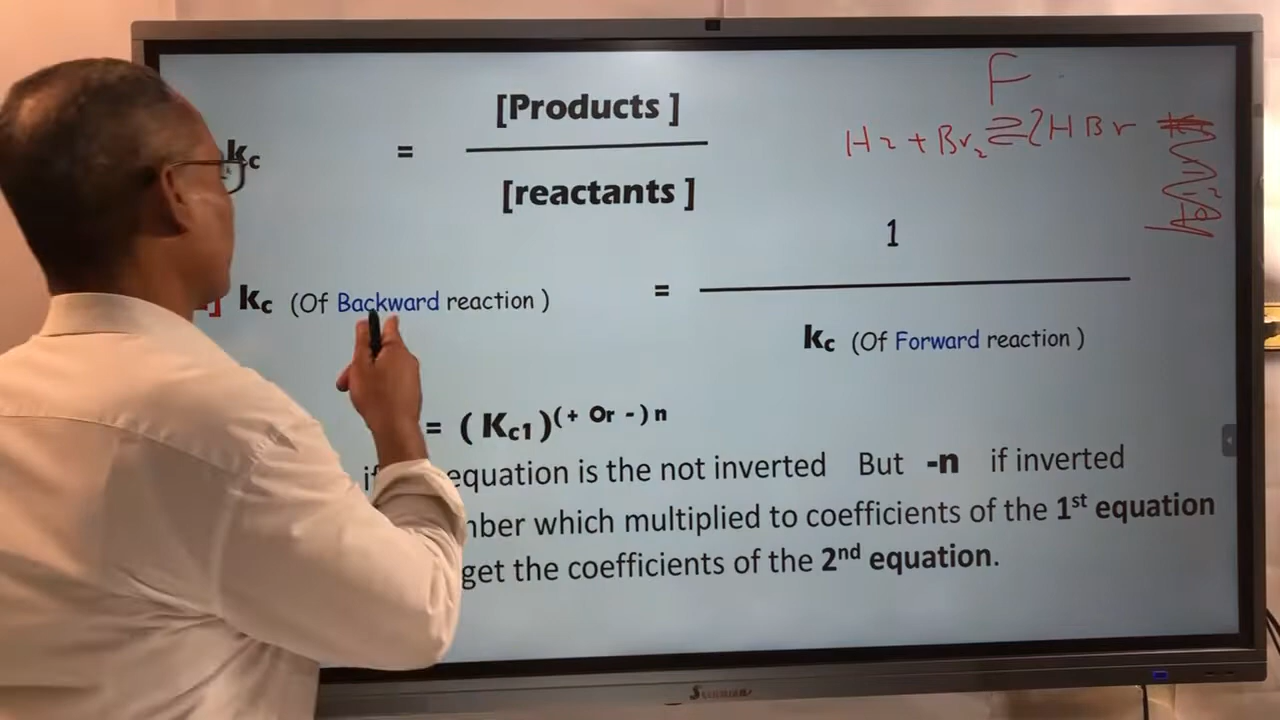 F
H2 + Br2 ⇌ 2HBr
[Products ]
kc =
[reactants ]
1
] kc (Of Backward reaction ) =
kc (Of Forward reaction )
= ( Kc1 )(+ Or -) n
if equation is the not inverted But -n if inverted
which multiplied to coefficients of the 1st equation
get the coefficients of the 2nd equation.